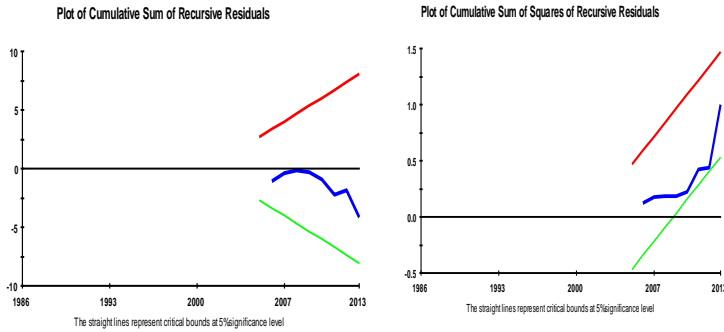 Plot of Cumulative Sum of Recursive Residuals
10
5
0
-5
-10
1986 1993 2000 2007 2013
The straight lines represent critical bounds at 5% significance level
Plot of Cumulative Sum of Squares of Recursive Residuals
1.5
1.0
0.5
0.0
-0.5
1986 1993 2000 2007 2013
The straight lines represent critical bounds at 5% significance level